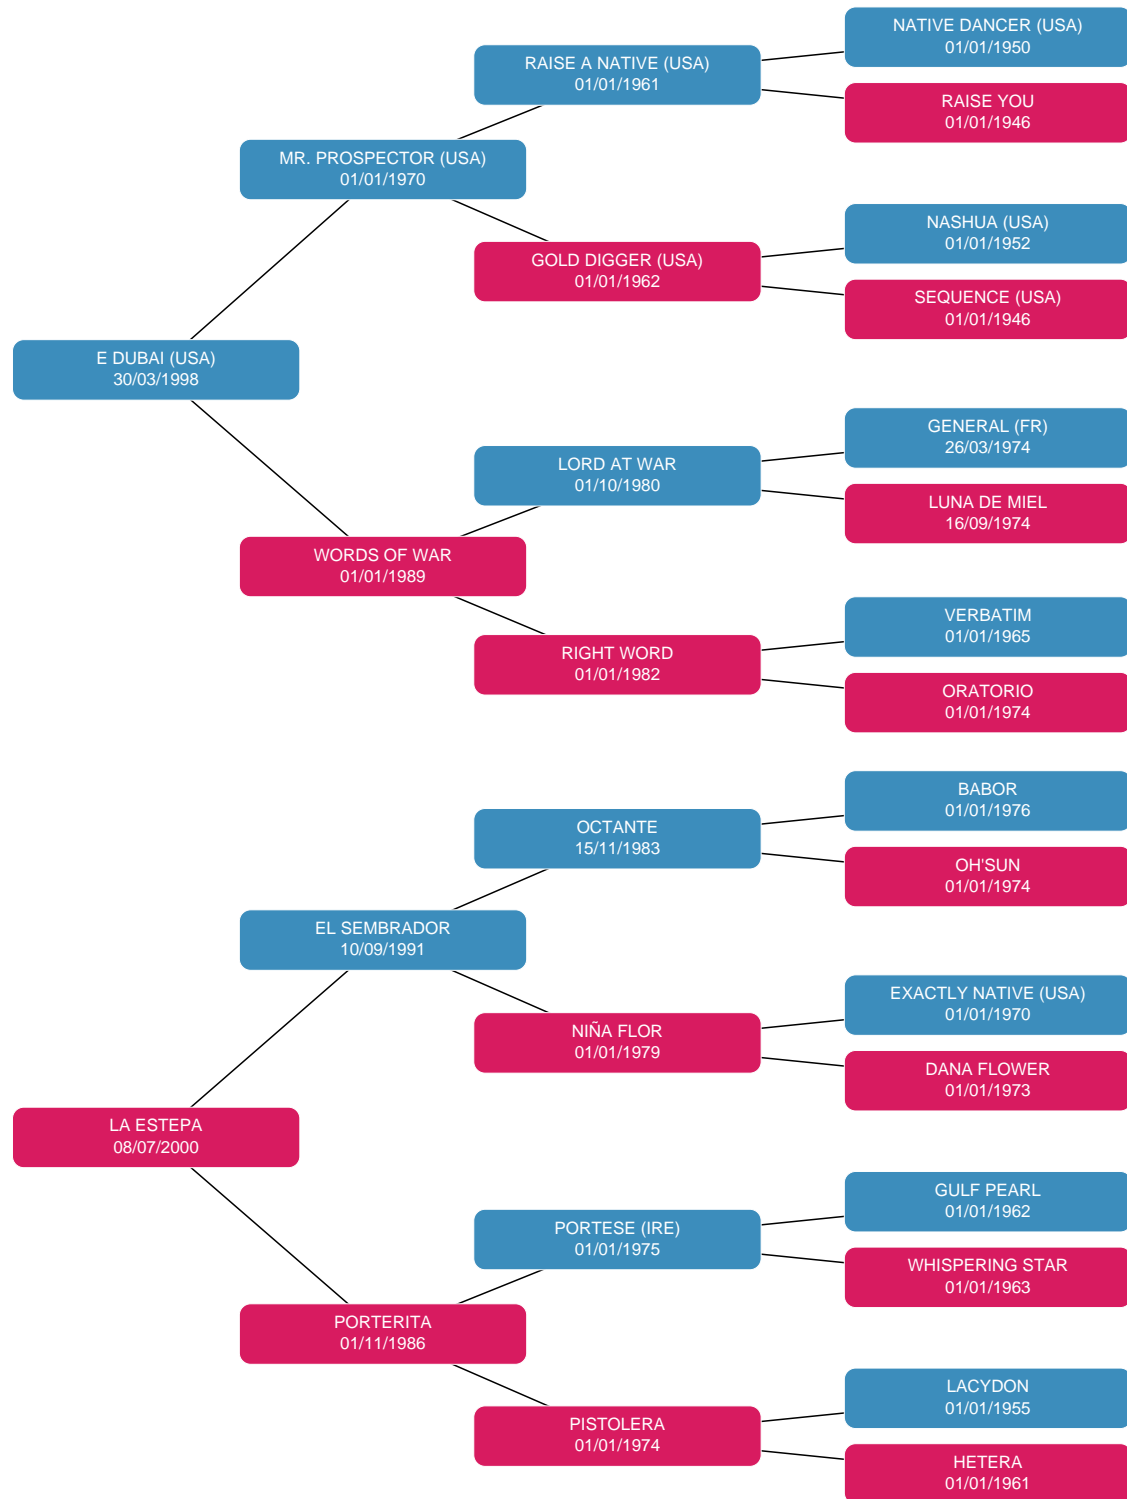 NATIVE DANCER (USA)
01/01/1950
RAISE A NATIVE (USA)
01/01/1961
RAISE YOU
01/01/1946
MR. PROSPECTOR (USA)
01/01/1970
NASHUA (USA)
01/01/1952
GOLD DIGGER (USA)
01/01/1962
SEQUENCE (USA)
01/01/1946
E DUBAI (USA)
30/03/1998
GENERAL (FR)
26/03/1974
LORD AT WAR
01/10/1980
LUNA DE MIEL
16/09/1974
WORDS OF WAR
01/01/1989
VERBATIM
01/01/1965
RIGHT WORD
01/01/1982
ORATORIO
01/01/1974
BABOR
01/01/1976
OCTANTE
15/11/1983
OH'SUN
01/01/1974
EL SEMBRADOR
10/09/1991
EXACTLY NATIVE (USA)
01/01/1970
NIÑA FLOR
01/01/1979
DANA FLOWER
01/01/1973
LA ESTEPA
08/07/2000
GULF PEARL
01/01/1962
PORTESE (IRE)
01/01/1975
WHISPERING STAR
01/01/1963
PORTERITA
01/11/1986
LACYDON
01/01/1955
PISTOLERA
01/01/1974
HETERA
01/01/1961